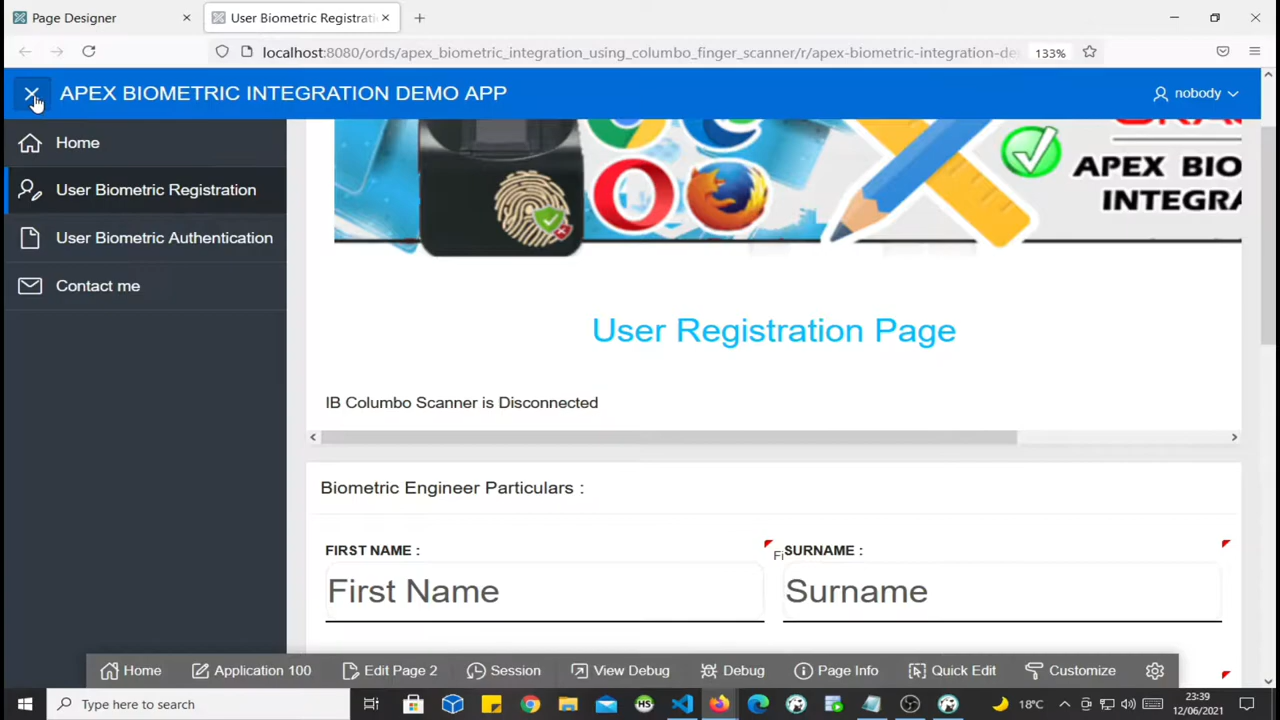 Page Designer
User Biometric Registrati
localhost:8080/ords/apex_biometric_integration_using_columbo_finger_scanner/r/apex-biometric-integration-de
133%
APEX BIOMETRIC INTEGRATION DEMO APP
nobody
Home
User Biometric Registration
User Biometric Authentication
Contact me
APEX BIO
INTEGRA
User Registration Page
IB Columbo Scanner is Disconnected
Biometric Engineer Particulars :
FIRST NAME :
Fi
SURNAME :
First Name
Surname
Home
Application 100
Edit Page 2
Session
View Debug
Debug
Page Info
Quick Edit
Customize
Type here to search
HS
18°C
23:39
12/06/2021